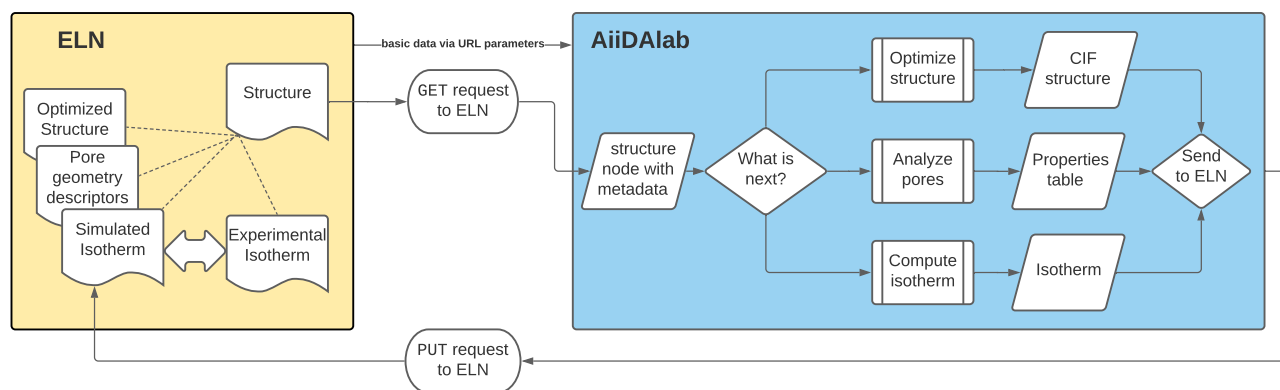 ELN
basic data via URL parameters
AiiDAlab
Structure
Optimized
Structure
Pore
geometry
descriptors
Simulated
Isotherm
Experimental
Isotherm
GET request
to ELN
structure
node with
metadata
What is
next?
Optimize
structure
CIF
structure
Analyze
pores
Properties
table
Send
to ELN
Compute
isotherm
Isotherm
PUT request
to ELN